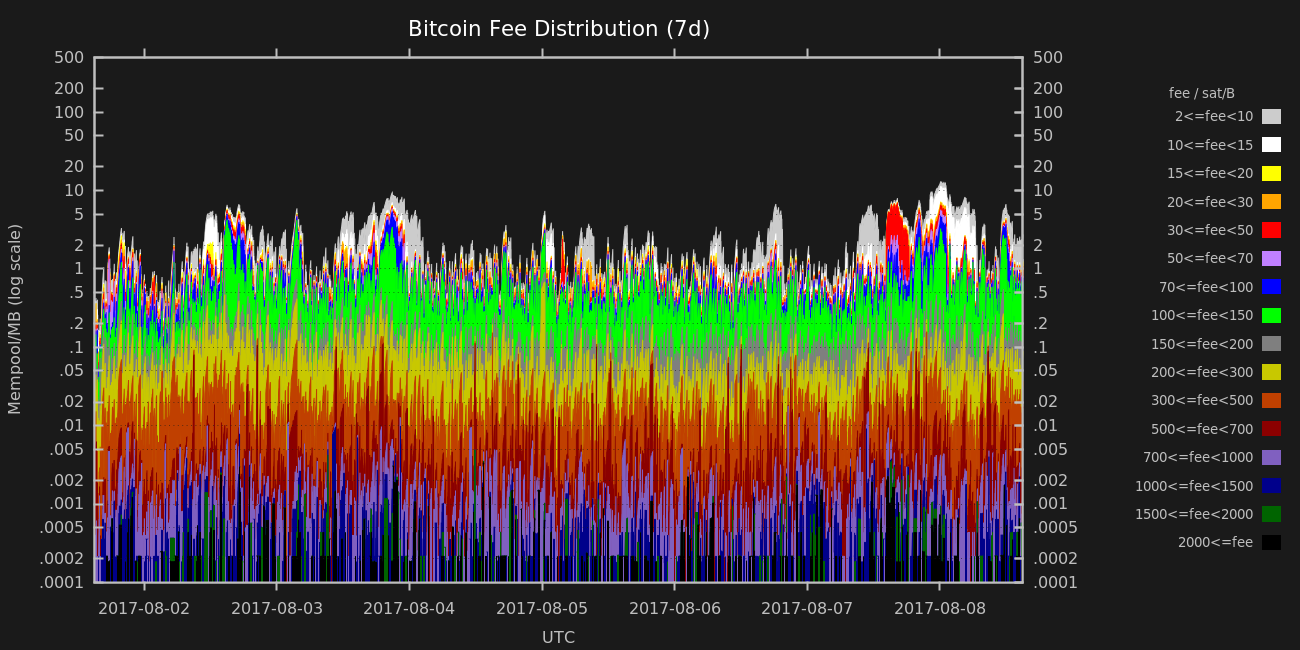 Bitcoin Fee Distribution (7d)
500 500
200 200
100 100
50 50
20 20
10 10
5 5
2 2
1 1
.5 .5
.2 .2
.1 .1
.05 .05
.02 .02
.01 .01
.005 .005
.002 .002
.001 .001
.0005 .0005
.0002 .0002
.0001 .0001
Mempool/MB (log scale)
2017-08-02 2017-08-03 2017-08-04 2017-08-05 2017-08-06 2017-08-07 2017-08-08
UTC
fee / sat/B
2<=fee<10
10<=fee<15
15<=fee<20
20<=fee<30
30<=fee<50
50<=fee<70
70<=fee<100
100<=fee<150
150<=fee<200
200<=fee<300
300<=fee<500
500<=fee<700
700<=fee<1000
1000<=fee<1500
1500<=fee<2000
2000<=fee